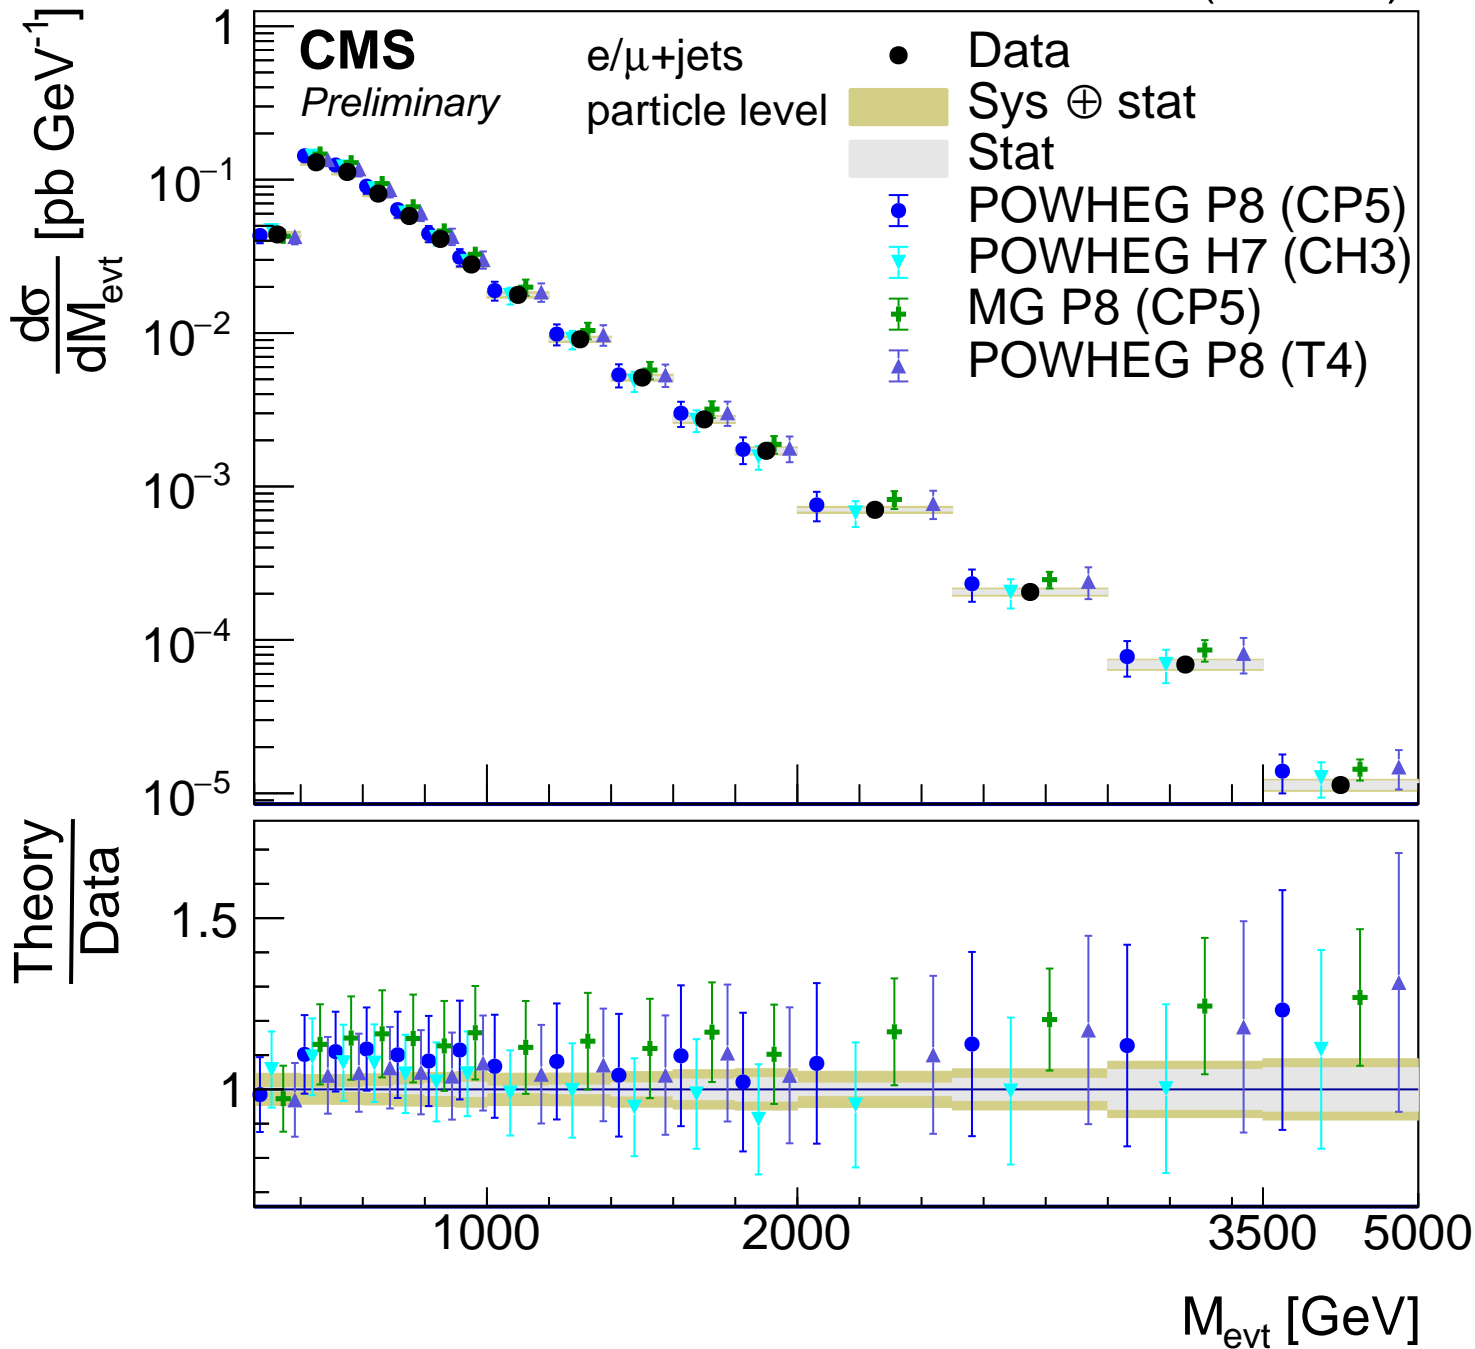 CMS
Preliminary
e/μ+jets
particle level
Data
Sys ⊕ stat
Stat
POWHEG P8 (CP5)
POWHEG H7 (CH3)
MG P8 (CP5)
POWHEG P8 (T4)
dσ
dM_evt
[pb GeV⁻¹]
1
10⁻¹
10⁻²
10⁻³
10⁻⁴
10⁻⁵
Theory
Data
1.5
1
1000 2000 3500 5000
M_evt [GeV]